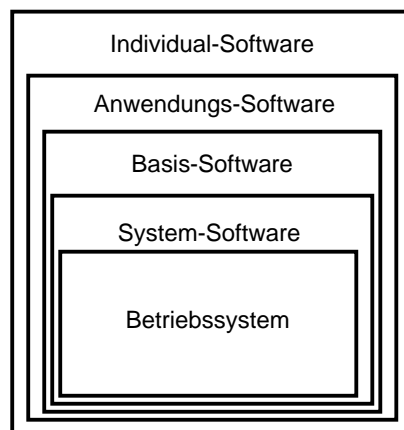 Individual-Software
Anwendungs-Software
Basis-Software
System-Software
Betriebssystem